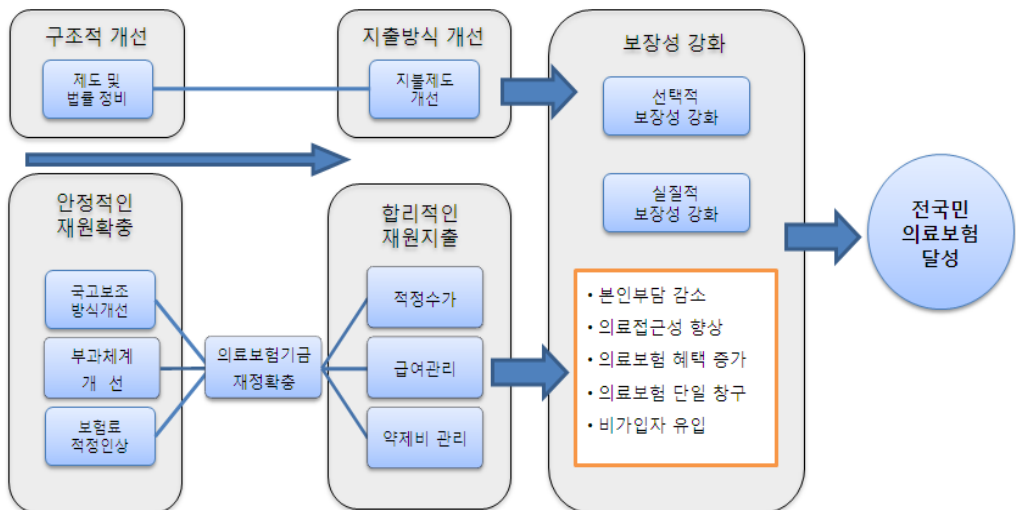 구조적 개선
제도 및
법률 정비
지출방식 개선
지불제도
개선
보장성 강화
선택적
보장성 강화
실질적
보장성 강화
안정적인
재원확충
국고보조
방식개선
부과체계
개 선
보험료
적정인상
의료보험기금
재정확충
합리적인
재원지출
적정수가
급여관리
약제비 관리
• 본인부담 감소
• 의료접근성 향상
• 의료보험 혜택 증가
• 의료보험 단일 창구
• 비가입자 유입
전국민
의료보험
달성